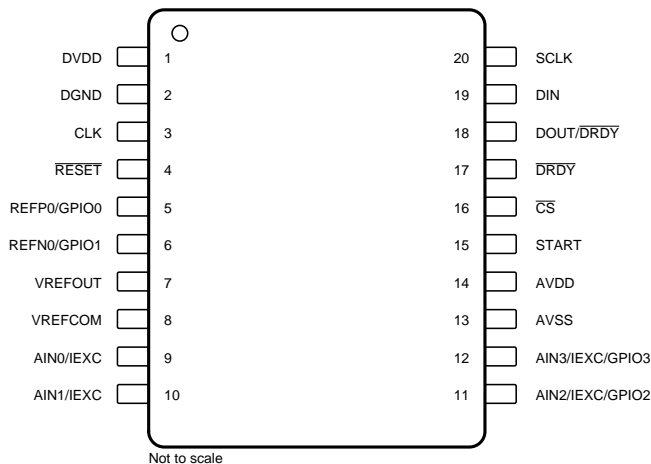 DVDD 1 20 SCLK
DGND 2 19 DIN
CLK 3 18 DOUT/DRDY
RESET 4 17 DRDY
REFP0/GPIO0 5 16 CS
REFN0/GPIO1 6 15 START
VREFOUT 7 14 AVDD
VREFCOM 8 13 AVSS
AIN0/IEXC 9 12 AIN3/IEXC/GPIO3
AIN1/IEXC 10 11 AIN2/IEXC/GPIO2
Not to scale